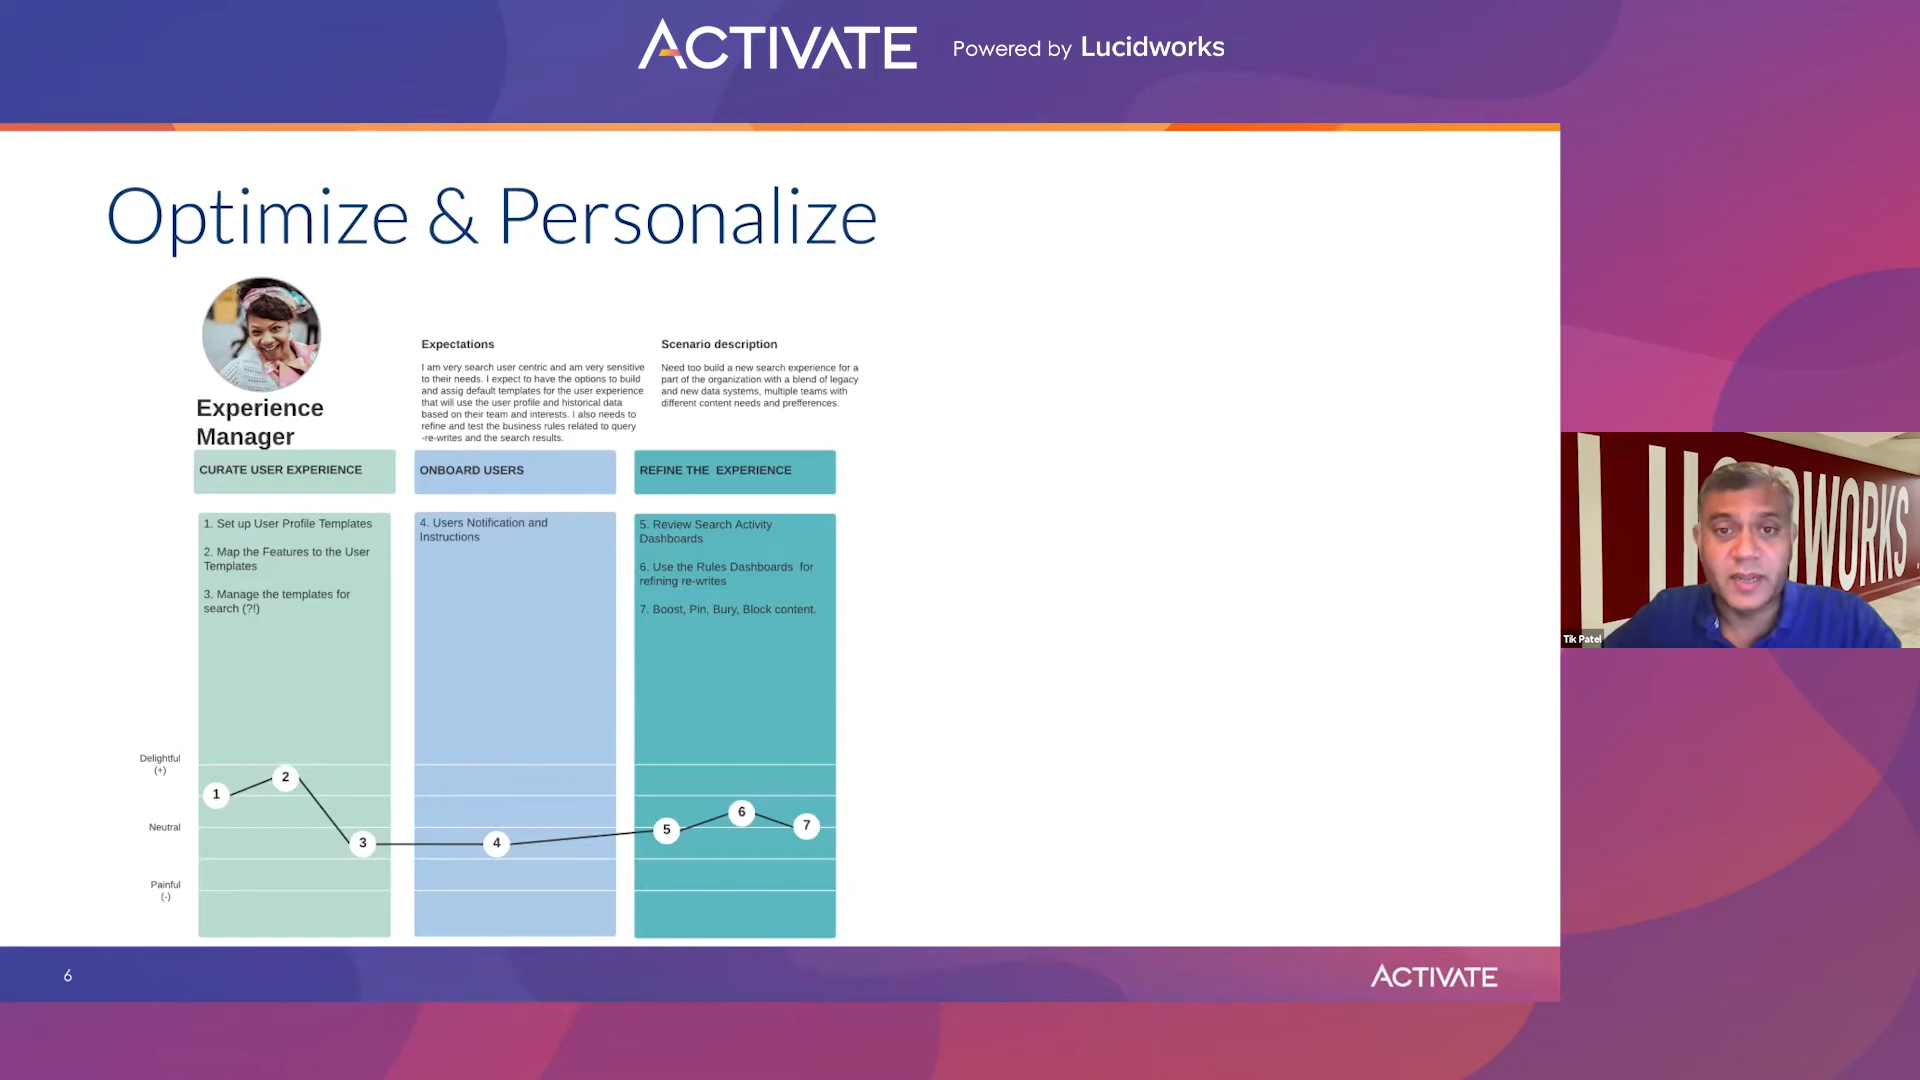 ACTIVATE Powered by Lucidworks
Optimize & Personalize
Experience
Manager
Expectations
I am very search user centric and am very sensitive
to their needs. I expect to have the options to build
and assig default templates for the user experience
that will use the user profile and historical data
based on their team and interests. I also needs to
refine and test the business rules related to query
-re-writes and the search results.
Scenario description
Need too build a new search experience for a
part of the organization with a blend of legacy
and new data systems, multiple teams with
different content needs and prefferences.
CURATE USER EXPERIENCE
1. Set up User Profile Templates
2. Map the Features to the User
Templates
3. Manage the templates for
search (?!)
ONBOARD USERS
4. Users Notification and
Instructions
REFINE THE EXPERIENCE
5. Review Search Activity
Dashboards
6. Use the Rules Dashboards for
refining re-writes
7. Boost, Pin, Bury, Block content.
Delightful
(+)
Neutral
Painful
(-)
1
2
3
4
5
6
7
6
ACTIVATE
LUCIDWORKS
Tik Patel